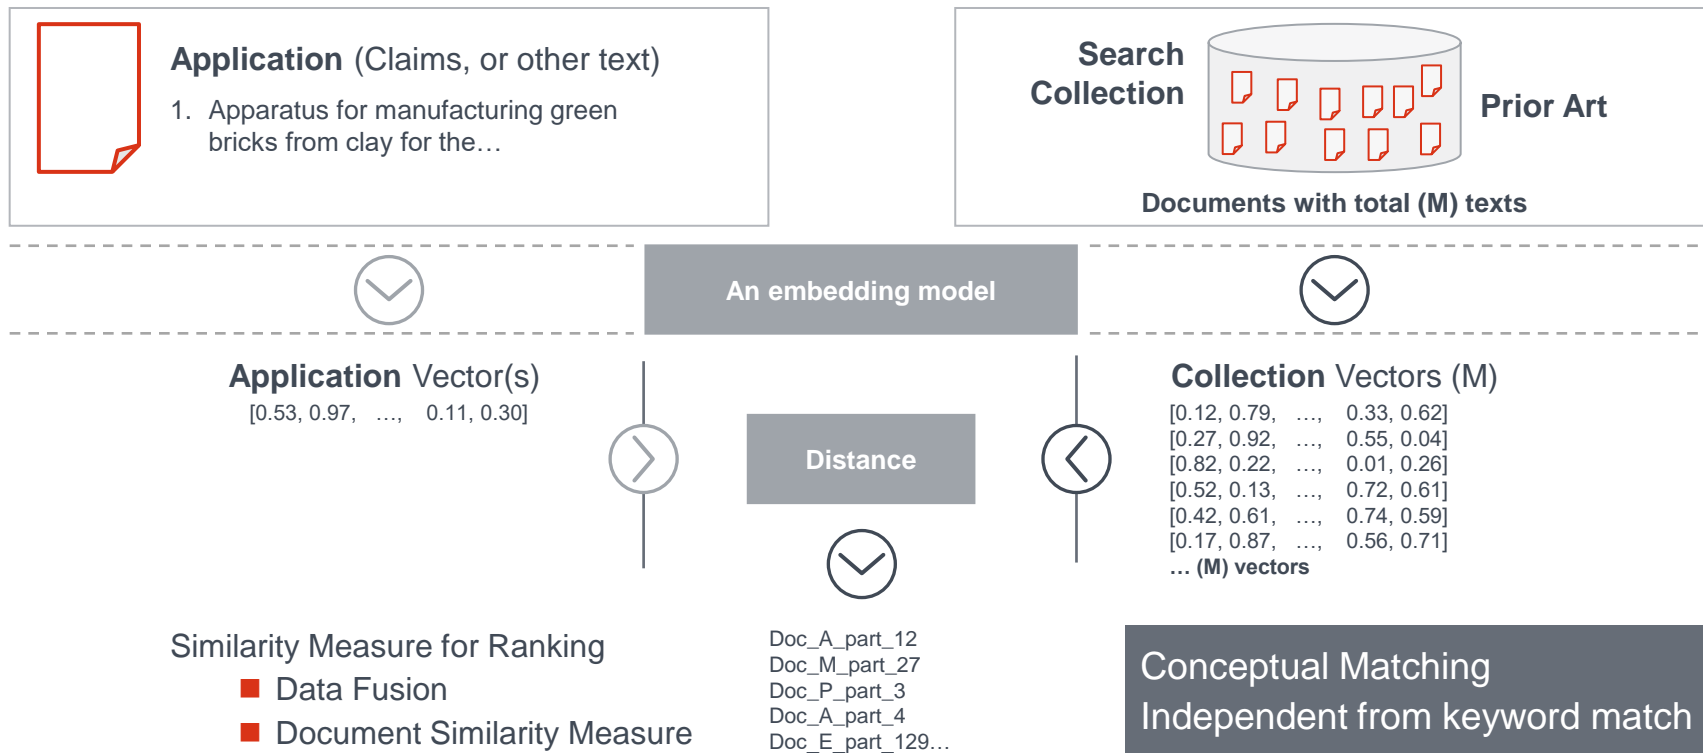 Application (Claims, or other text)
1. Apparatus for manufacturing green
bricks from clay for the…
Search
Collection
Prior Art
Documents with total (M) texts
An embedding model
Application Vector(s)
[0.53, 0.97, …, 0.11, 0.30]
Distance
Collection Vectors (M)
[0.12, 0.79, …, 0.33, 0.62]
[0.27, 0.92, …, 0.55, 0.04]
[0.82, 0.22, …, 0.01, 0.26]
[0.52, 0.13, …, 0.72, 0.61]
[0.42, 0.61, …, 0.74, 0.59]
[0.17, 0.87, …, 0.56, 0.71]
… (M) vectors
Similarity Measure for Ranking
Data Fusion
Document Similarity Measure
Doc_A_part_12
Doc_M_part_27
Doc_P_part_3
Doc_A_part_4
Doc_E_part_129…
Conceptual Matching
Independent from keyword match